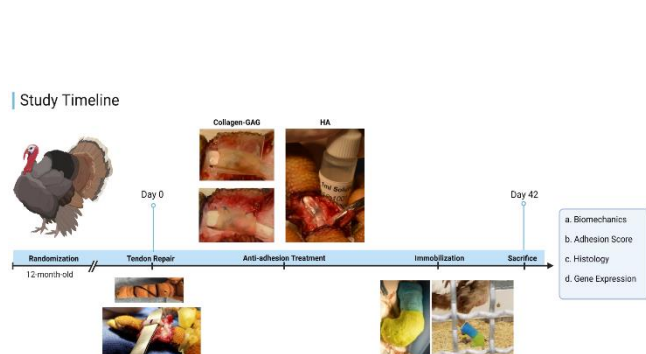 Study Timeline
Collagen-GAG
HA
Day 0
Day 42
Randomization
Tendon Repair
Anti-adhesion Treatment
Immobilization
Sacrifice
12-month-old
a. Biomechanics
b. Adhesion Score
c. Histology
d. Gene Expression